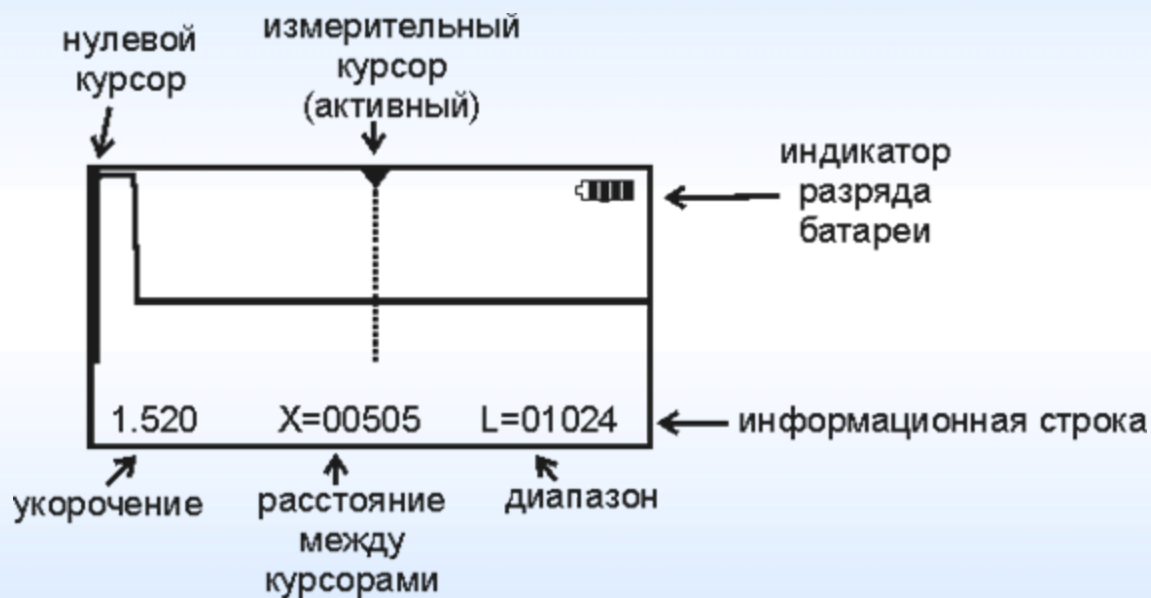 нулевой
курсор
измерительный
курсор
(активный)
индикатор
разряда
батареи
1.520 X=00505 L=01024
информационная строка
укорочение
расстояние
между
курсорами
диапазон